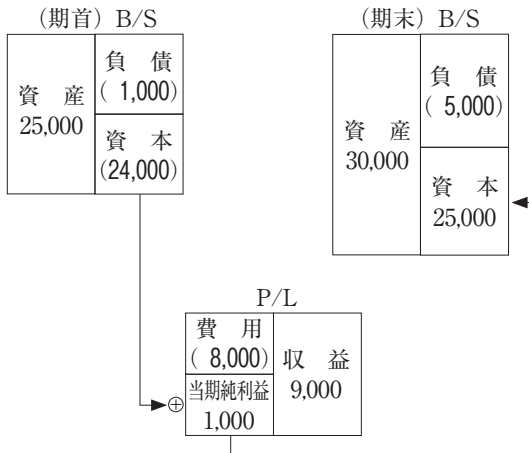 (期首) B/S
資 産
25,000
負 債
( 1,000)
資 本
(24,000)
(期末) B/S
資 産
30,000
負 債
( 5,000)
資 本
25,000
P/L
費 用
( 8,000)
当期純利益
1,000
収 益
9,000
⊕